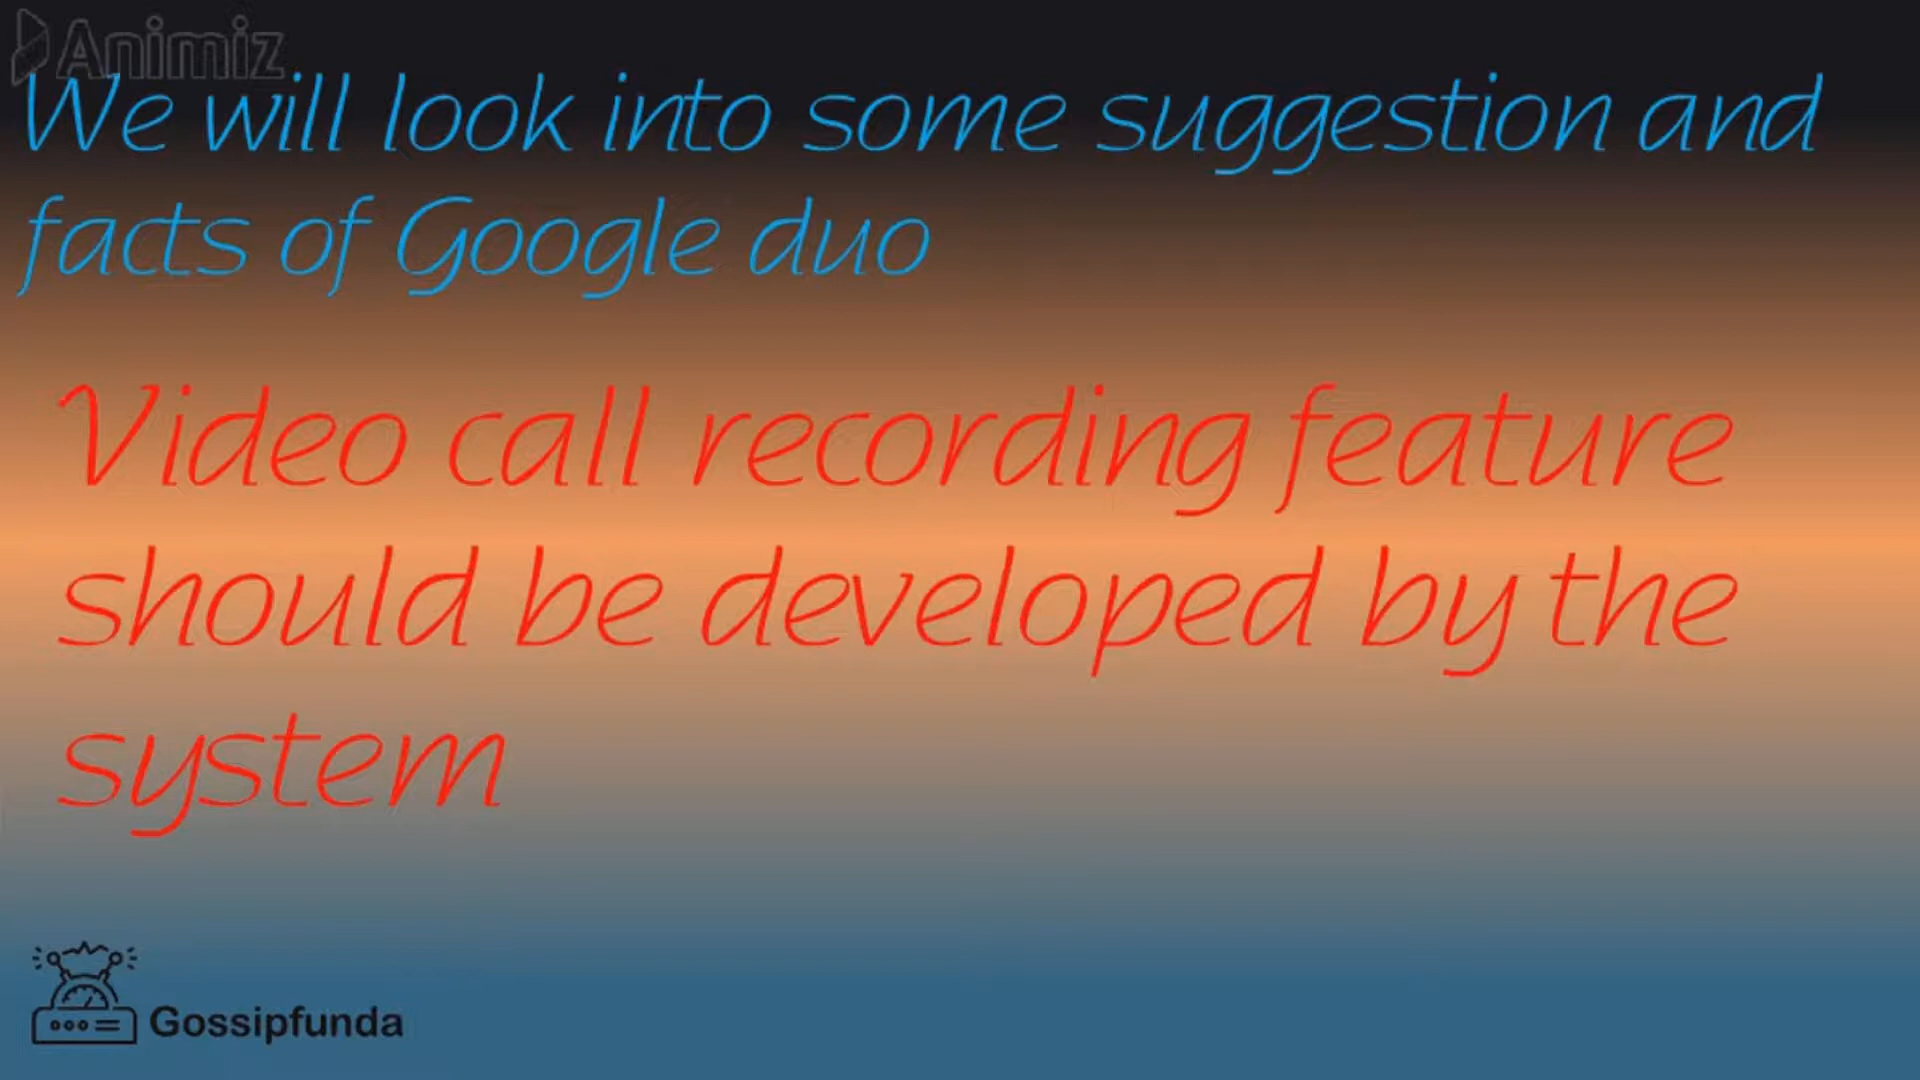 Animiz
We will look into some suggestion and
facts of Google duo
Video call recording feature
should be developed by the
system
Gossipfunda